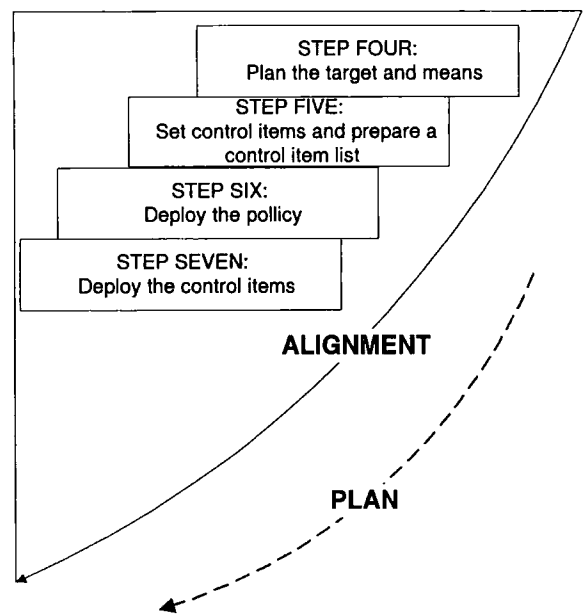 STEP FOUR:
Plan the target and means
STEP FIVE:
Set control items and prepare a
control item list
STEP SIX:
Deploy the pollicy
STEP SEVEN:
Deploy the control items
ALIGNMENT
PLAN